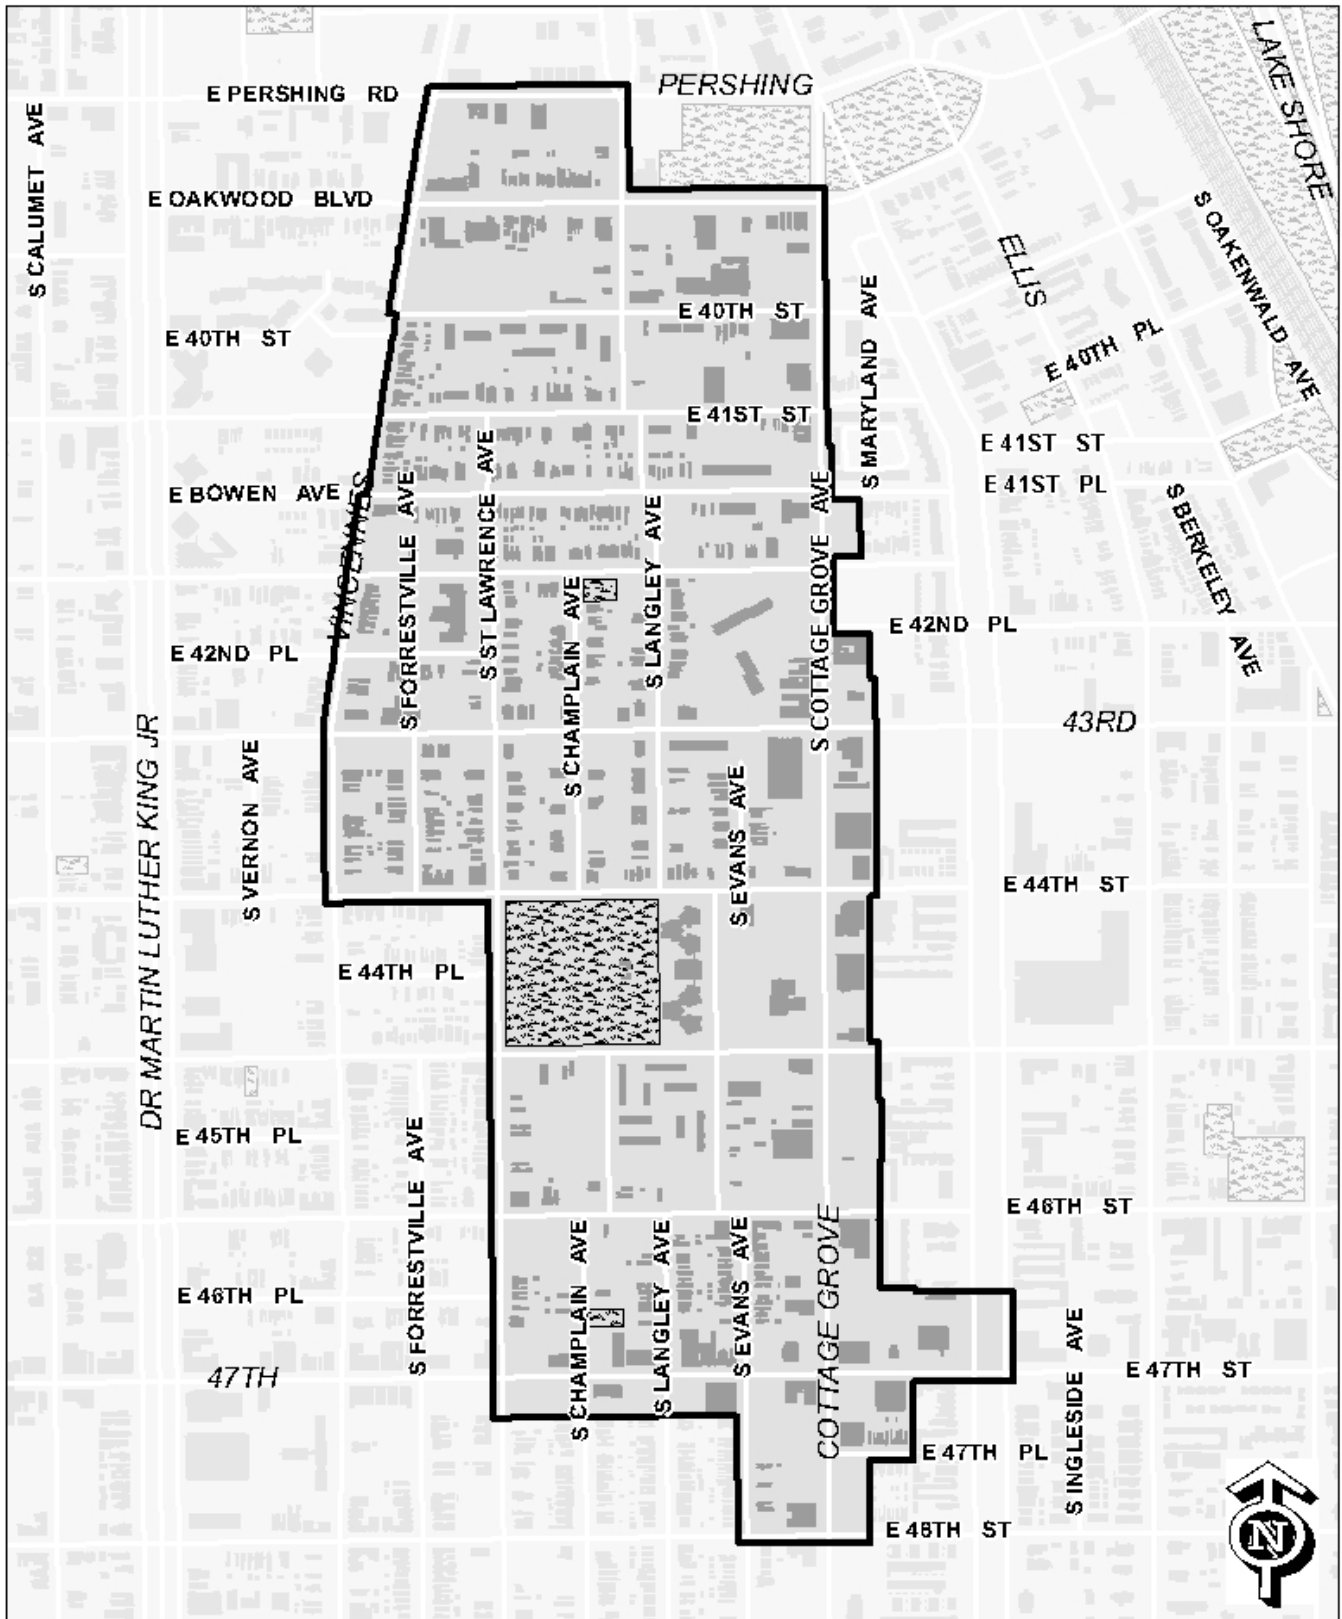 PERSHING
LAKE SHORE
E PERSHING RD
S CALUMET AVE
E OAKWOOD BLVD
S OAKENWALD AVE
ELLIS
S MARYLAND AVE
E 40TH ST
E 40TH ST
E 40TH PL
E 41ST ST
E 41ST ST
E 41ST PL
E BOWEN AVE
VINCENNES
S FORRESTVILLE AVE
S ST LAWRENCE AVE
S CHAMPLAIN AVE
S LANGLEY AVE
S COTTAGE GROVE AVE
S BERKELEY AVE
E 42ND PL
E 42ND PL
43RD
DR MARTIN LUTHER KING JR
S VERNON AVE
S EVANS AVE
E 44TH ST
E 44TH PL
E 45TH PL
S FORRESTVILLE AVE
E 46TH ST
COTTAGE GROVE
S CHAMPLAIN AVE
S LANGLEY AVE
S EVANS AVE
E 46TH PL
S INGLESIDE AVE
47TH
E 47TH ST
E 47TH PL
E 48TH ST
N